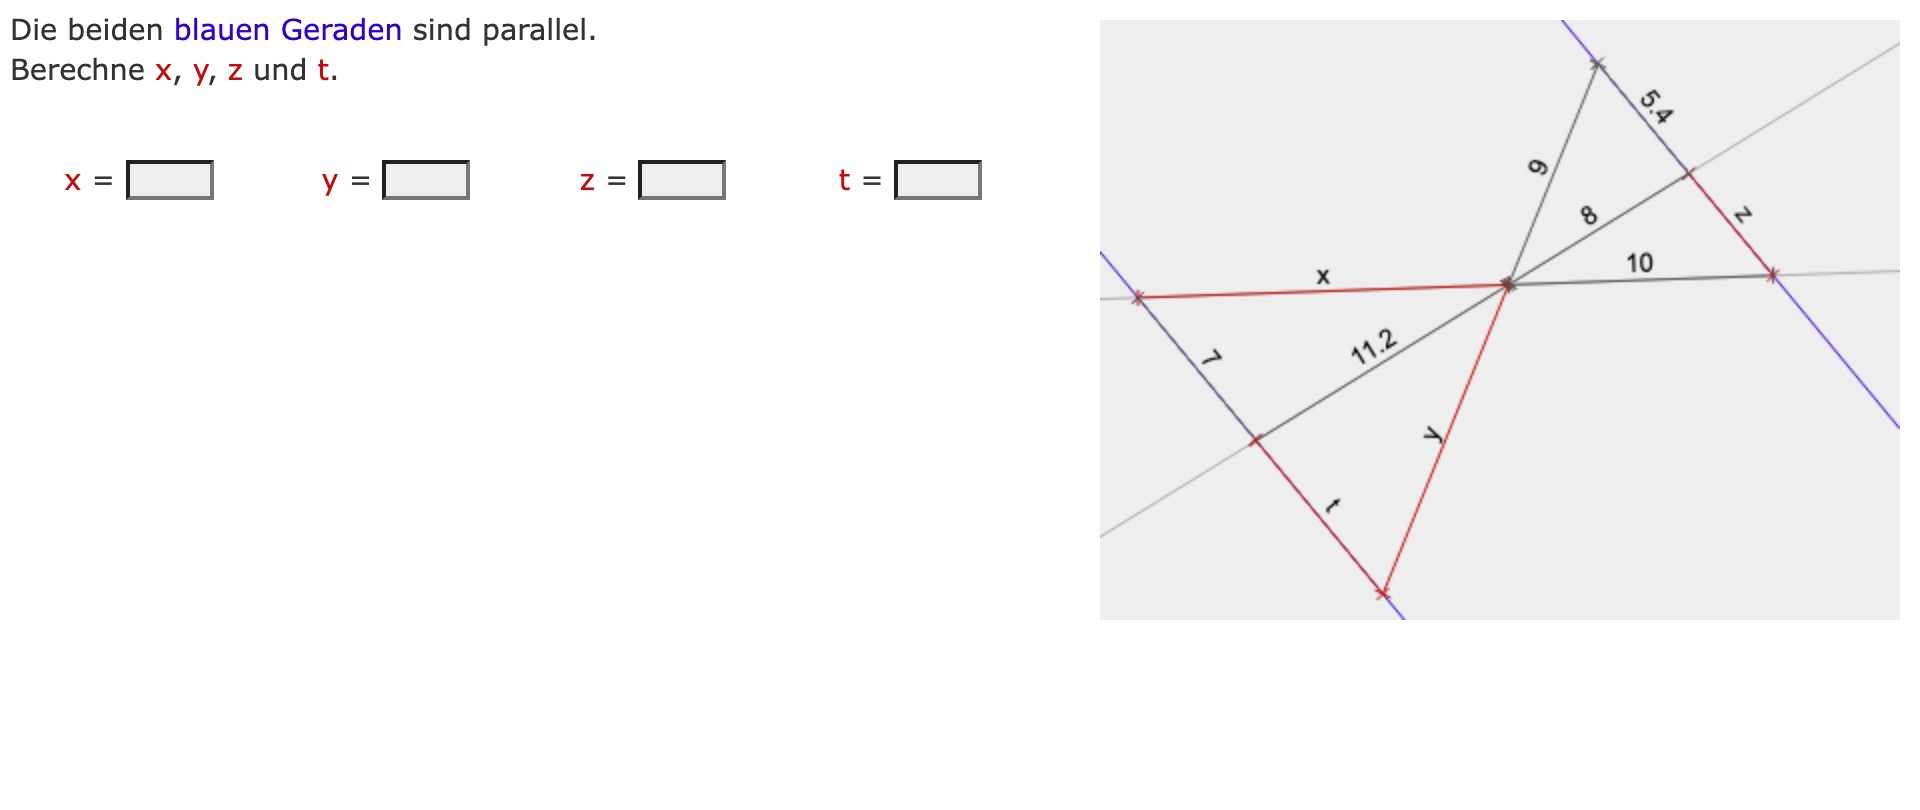 Die beiden blauen Geraden sind parallel.
Berechne x, y, z und t.
x =
y =
z =
t =
5.4
9
8
z
10
x
11.2
7
y
t